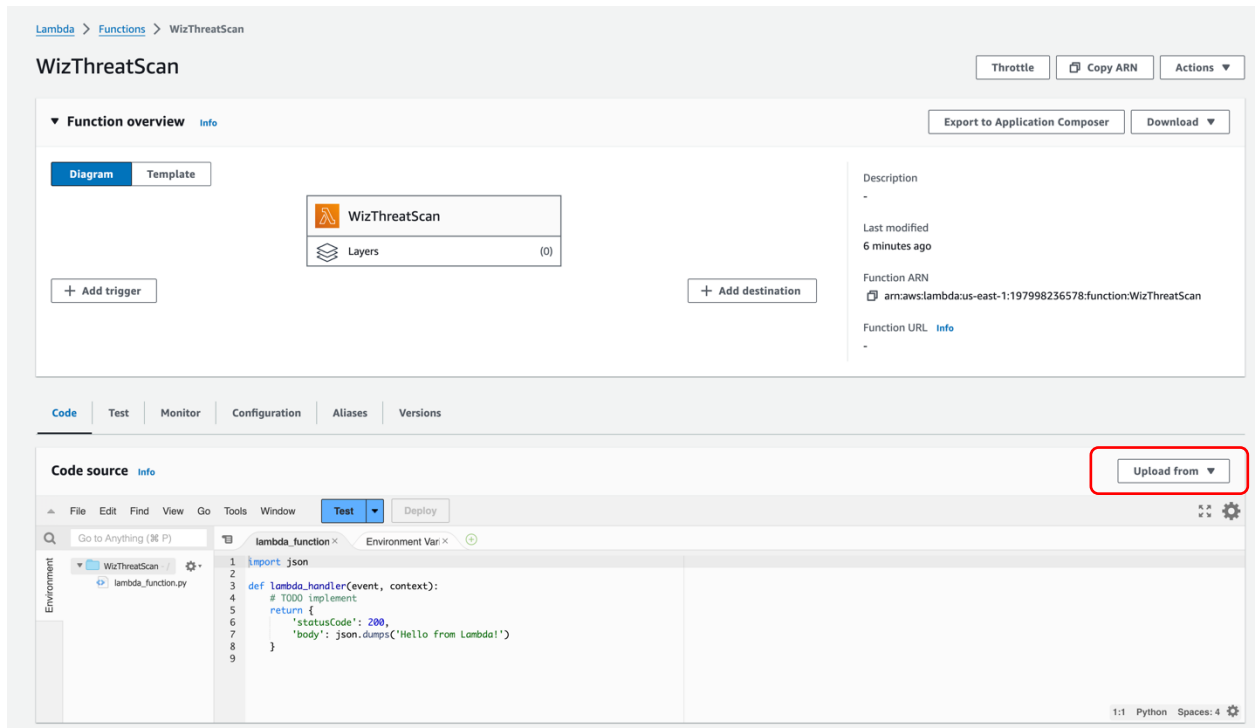 Lambda > Functions > WizThreatScan
WizThreatScan
Throttle
Copy ARN
Actions
Function overview Info
Export to Application Composer
Download
Diagram
Template
WizThreatScan
Layers
(0)
+ Add trigger
+ Add destination
Description
-
Last modified
6 minutes ago
Function ARN
arn:aws:lambda:us-east-1:197998236578:function:WizThreatScan
Function URL Info
-
Code
Test
Monitor
Configuration
Aliases
Versions
Code source Info
Upload from
File Edit Find View Go Tools Window
Test
Deploy
Go to Anything (⌘ P)
lambda_function ×
Environment Vari ×
Environment
WizThreatScan - /
lambda_function.py
1 import json
2
3 def lambda_handler(event, context):
4     # TODO implement
5     return {
6         'statusCode': 200,
7         'body': json.dumps('Hello from Lambda!')
8     }
9
1:1 Python Spaces: 4